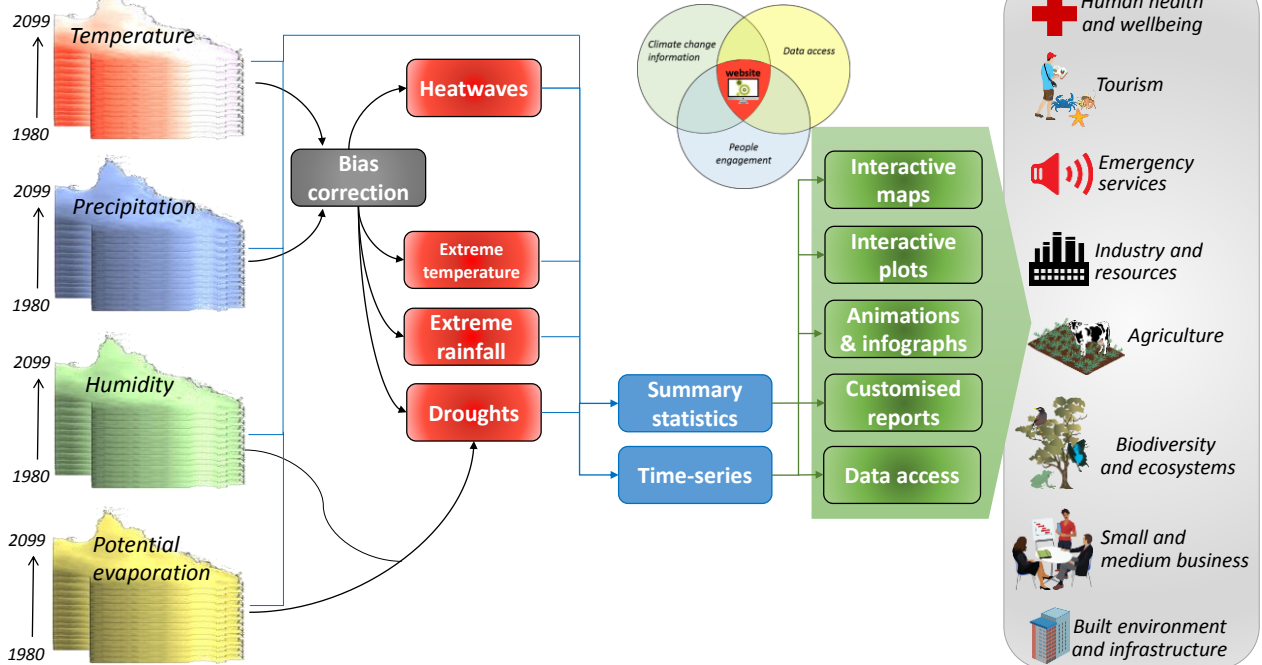 2099
Temperature
1980
2099
Precipitation
1980
2099
Humidity
1980
2099
Potential
evaporation
1980
Bias
correction
Heatwaves
Extreme
temperature
Extreme
rainfall
Droughts
Climate change
information
Data access
website
People
engagement
Summary
statistics
Time-series
Interactive
maps
Interactive
plots
Animations
& infographs
Customised
reports
Data access
Human health
and wellbeing
Tourism
Emergency
services
Industry and
resources
Agriculture
Biodiversity
and ecosystems
Small and
medium business
Built environment
and infrastructure